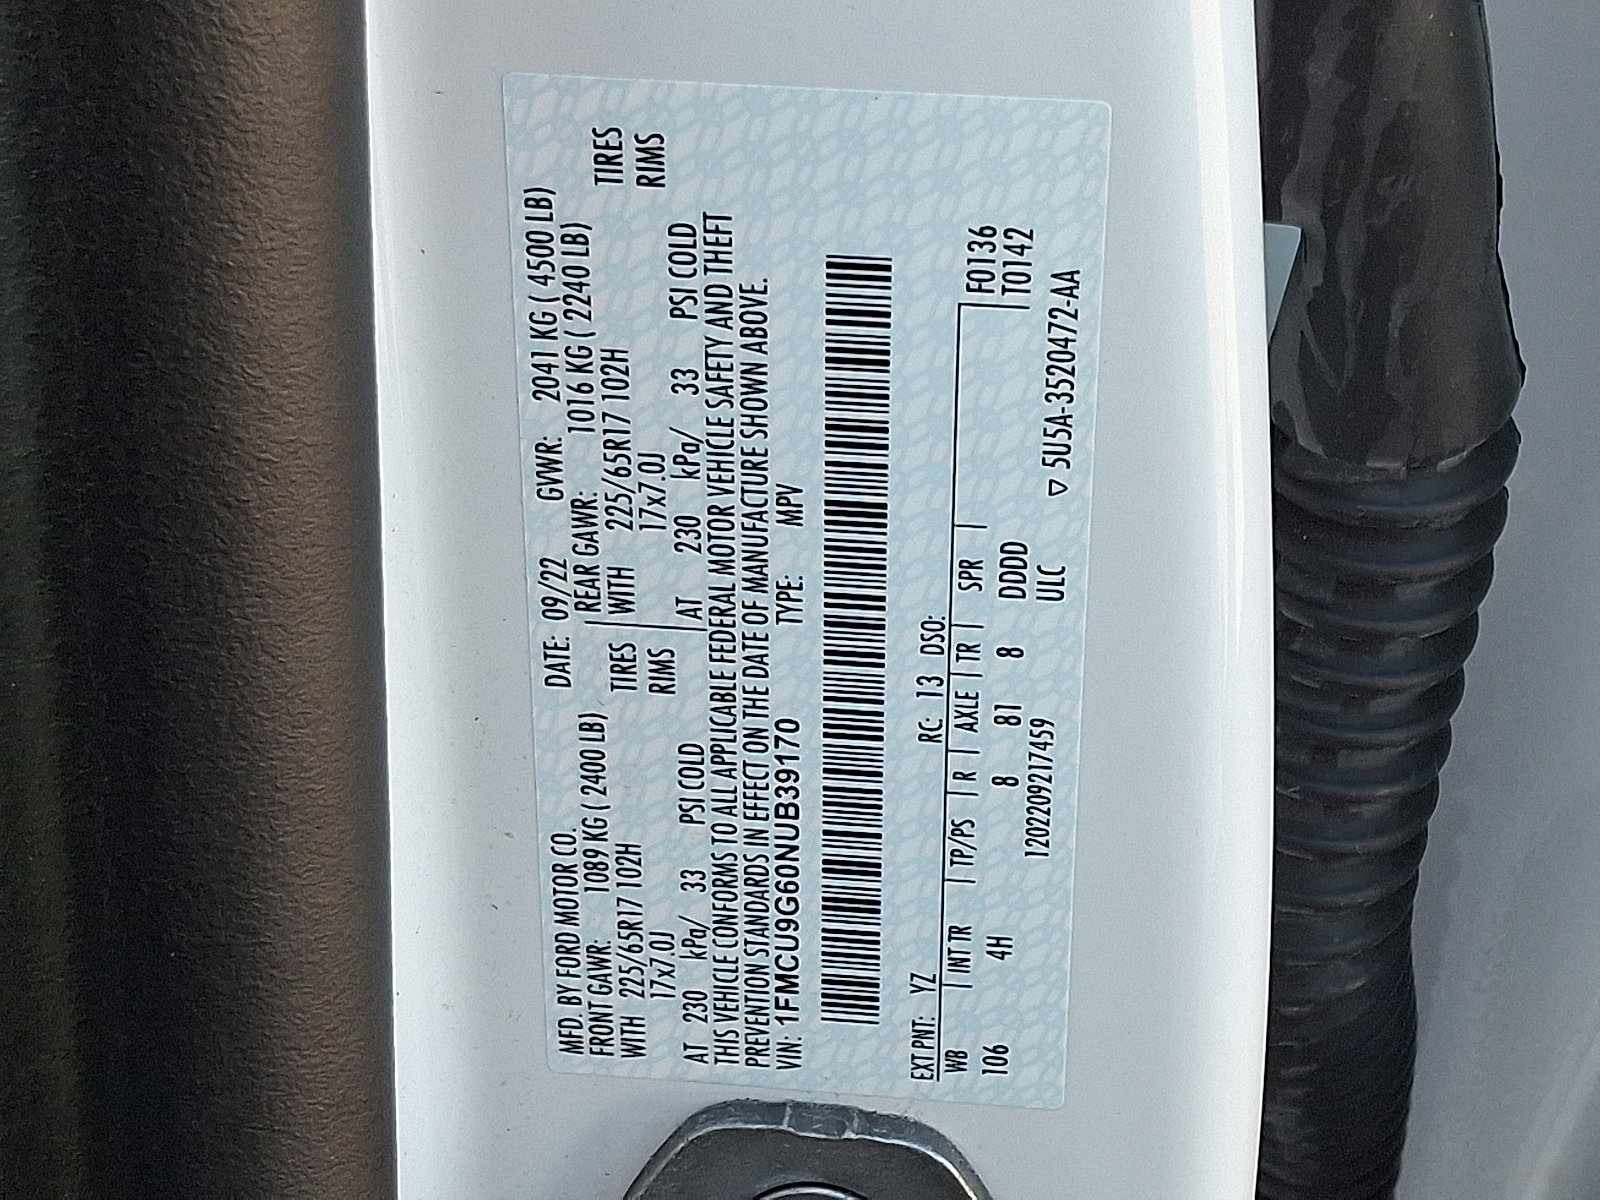 MFD. BY FORD MOTOR CO. DATE: 09/22 GVWR: 2041 KG ( 4500 LB)
FRONT GAWR: 1089 KG ( 2400 LB) REAR GAWR: 1016 KG ( 2240 LB)
WITH 225/65R17 102H TIRES WITH 225/65R17 102H TIRES
17x7.0J RIMS 17x7.0J RIMS
AT 230 kPa/ 33 PSI COLD AT 230 kPa/ 33 PSI COLD
THIS VEHICLE CONFORMS TO ALL APPLICABLE FEDERAL MOTOR VEHICLE SAFETY AND THEFT
PREVENTION STANDARDS IN EFFECT ON THE DATE OF MANUFACTURE SHOWN ABOVE.
VIN: 1FMCU9G60NUB39170 TYPE: MPV
EXT PNT: YZ RC: 13 DSO:
WB | INT TR | TP/PS | R | AXLE | TR | SPR | F0136
106 4H 8 81 8 DDDD T0142
1202209217459 ULC ▽ 5U5A-3520472-AA